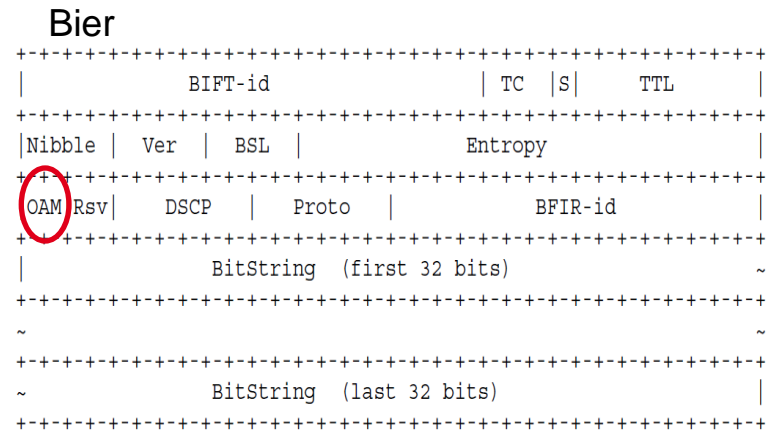 Bier
+-+-+-+-+-+-+-+-+-+-+-+-+-+-+-+-+-+-+-+-+-+-+-+-+-+-+-+-+-+-+-+-+
| BIFT-id | TC |S| TTL |
+-+-+-+-+-+-+-+-+-+-+-+-+-+-+-+-+-+-+-+-+-+-+-+-+-+-+-+-+-+-+-+-+
|Nibble | Ver | BSL | Entropy |
+-+-+-+-+-+-+-+-+-+-+-+-+-+-+-+-+-+-+-+-+-+-+-+-+-+-+-+-+-+-+-+-+
|OAM|Rsv| DSCP | Proto | BFIR-id |
+-+-+-+-+-+-+-+-+-+-+-+-+-+-+-+-+-+-+-+-+-+-+-+-+-+-+-+-+-+-+-+-+
| BitString (first 32 bits) ~
+-+-+-+-+-+-+-+-+-+-+-+-+-+-+-+-+-+-+-+-+-+-+-+-+-+-+-+-+-+-+-+-+
~ ~
+-+-+-+-+-+-+-+-+-+-+-+-+-+-+-+-+-+-+-+-+-+-+-+-+-+-+-+-+-+-+-+-+
~ BitString (last 32 bits) |
+-+-+-+-+-+-+-+-+-+-+-+-+-+-+-+-+-+-+-+-+-+-+-+-+-+-+-+-+-+-+-+-+